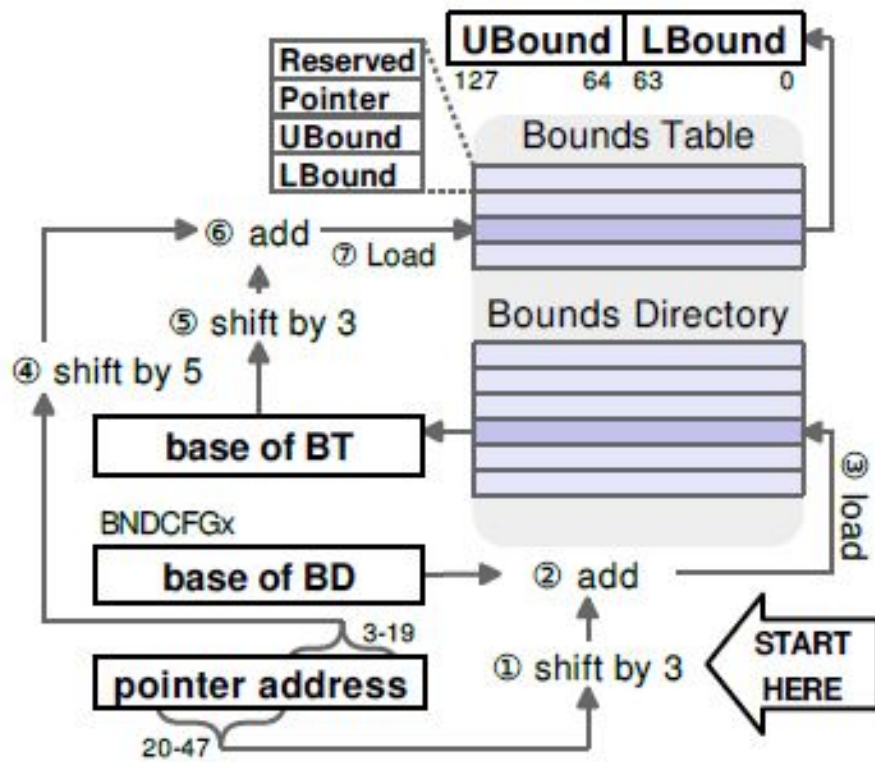 UBound LBound
127 64 63 0
Reserved
Pointer
UBound
LBound
Bounds Table
⑥ add
⑦ Load
⑤ shift by 3
Bounds Directory
④ shift by 5
base of BT
③ load
BNDCFGx
base of BD
② add
3-19
pointer address
① shift by 3
START
HERE
20-47